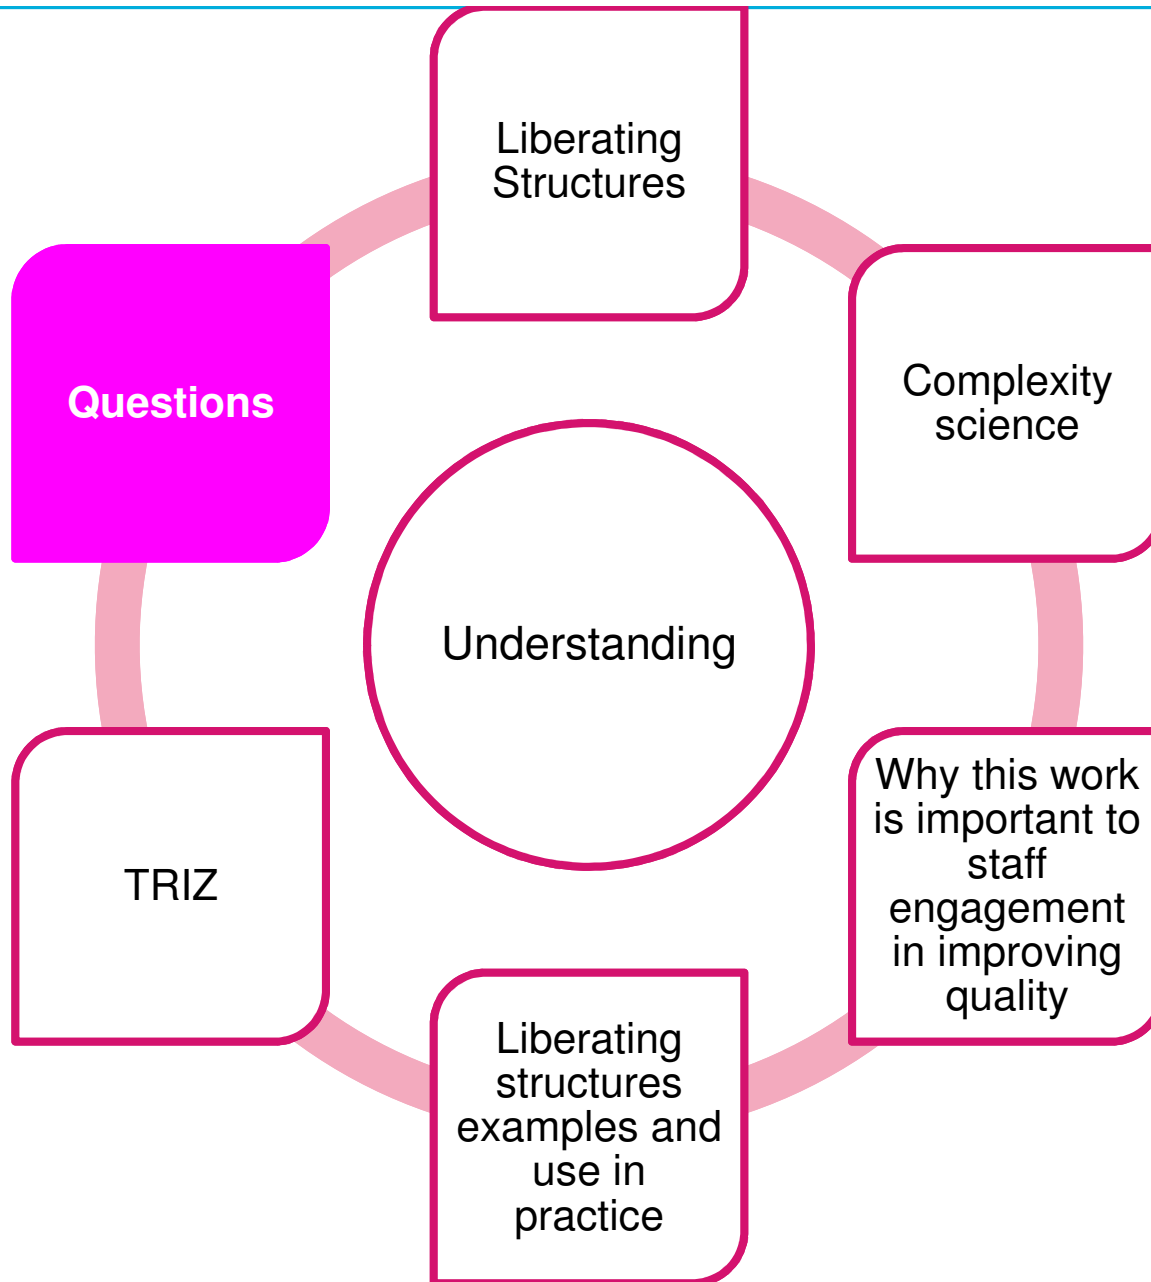 Liberating
Structures
Complexity
science
Why this work
is important to
staff
engagement
in improving
quality
Liberating
structures
examples and
use in
practice
TRIZ
Questions
Understanding